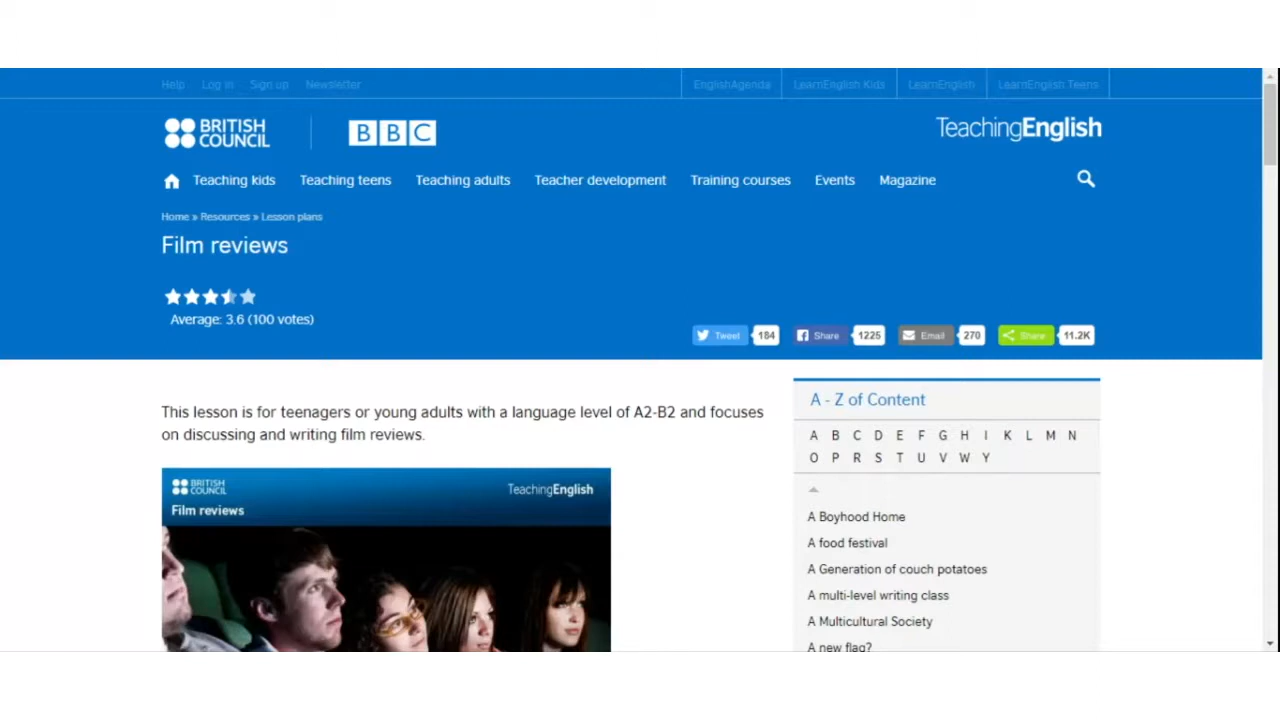 Help Log in Sign up Newsletter EnglishAgenda LearnEnglish Kids LearnEnglish LearnEnglish Teens
BRITISH
COUNCIL
BBC
TeachingEnglish
Teaching kids Teaching teens Teaching adults Teacher development Training courses Events Magazine
Home » Resources » Lesson plans
Film reviews
Average: 3.6 (100 votes)
Tweet 184 Share 1225 Email 270 Share 11.2K
This lesson is for teenagers or young adults with a language level of A2-B2 and focuses
on discussing and writing film reviews.
BRITISH
COUNCIL
TeachingEnglish
Film reviews
A - Z of Content
A B C D E F G H I K L M N
O P R S T U V W Y
A Boyhood Home
A food festival
A Generation of couch potatoes
A multi-level writing class
A Multicultural Society
A new flag?